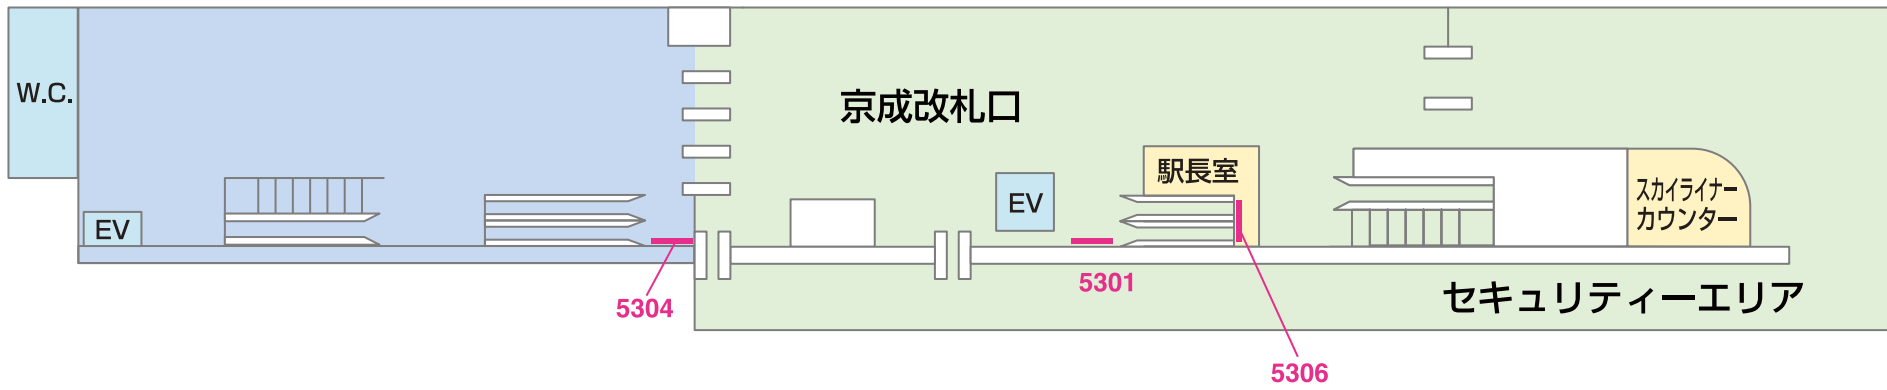 W.C.
京成改札口
駅長室
スカイライナー
カウンター
EV
EV
5304
5301
セキュリティーエリア
5306